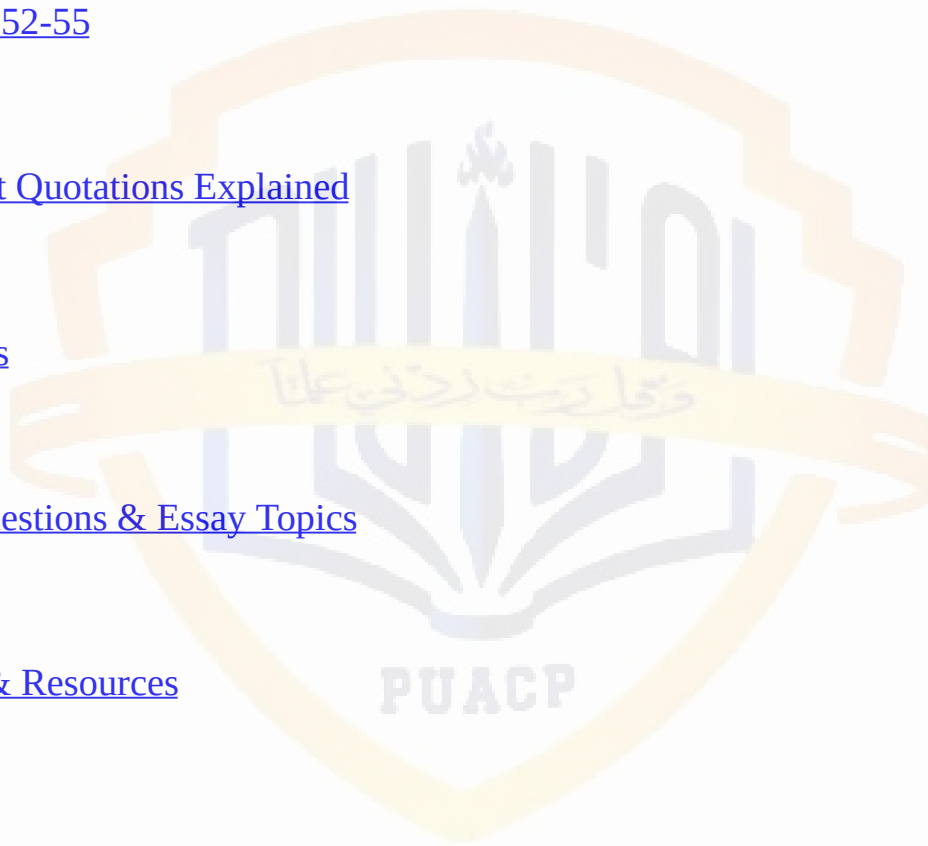 52-55
t Quotations Explained
وَقُل رَّبِّ زِدْنِي عِلْمًا
s
estions & Essay Topics
& Resources
PUACP